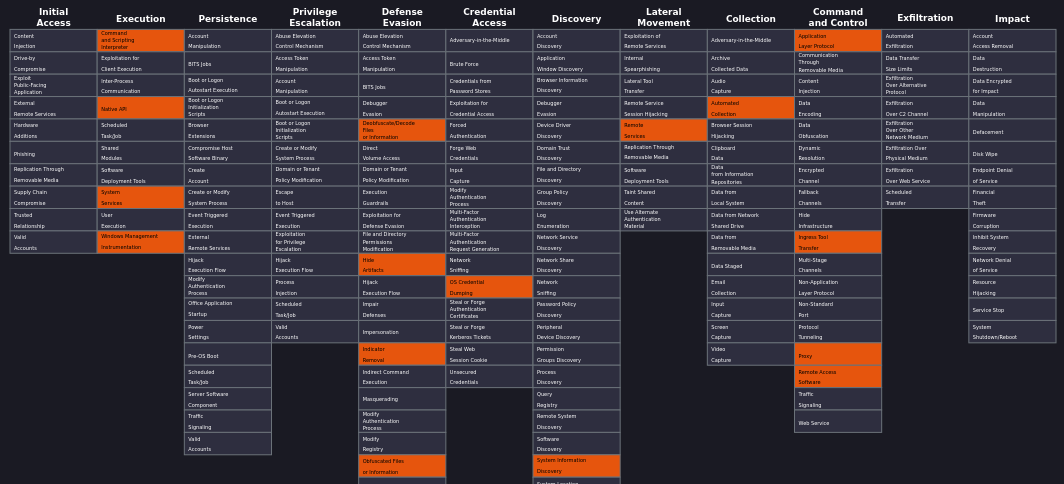 Initial
Access
Content
Injection
Drive-by
Compromise
Exploit
Public-Facing
Application
External
Remote Services
Hardware
Additions
Phishing
Replication Through
Removable Media
Supply Chain
Compromise
Trusted
Relationship
Valid
Accounts
Execution
Command
and Scripting
Interpreter
Exploitation for
Client Execution
Inter-Process
Communication
Native API
Scheduled
Task/Job
Shared
Modules
Software
Deployment Tools
System
Services
User
Execution
Windows Management
Instrumentation
Persistence
Account
Manipulation
BITS Jobs
Boot or Logon
Autostart Execution
Boot or Logon
Initialization
Scripts
Browser
Extensions
Compromise Host
Software Binary
Create
Account
Create or Modify
System Process
Event Triggered
Execution
External
Remote Services
Hijack
Execution Flow
Modify
Authentication
Process
Office Application
Startup
Power
Settings
Pre-OS Boot
Scheduled
Task/Job
Server Software
Component
Traffic
Signaling
Valid
Accounts
Privilege
Escalation
Abuse Elevation
Control Mechanism
Access Token
Manipulation
Account
Manipulation
Boot or Logon
Autostart Execution
Boot or Logon
Initialization
Scripts
Create or Modify
System Process
Domain or Tenant
Policy Modification
Escape
to Host
Event Triggered
Execution
Exploitation
for Privilege
Escalation
Hijack
Execution Flow
Process
Injection
Scheduled
Task/Job
Valid
Accounts
Defense
Evasion
Abuse Elevation
Control Mechanism
Access Token
Manipulation
BITS Jobs
Debugger
Evasion
Deobfuscate/Decode
Files
or Information
Direct
Volume Access
Domain or Tenant
Policy Modification
Execution
Guardrails
Exploitation for
Defense Evasion
File and Directory
Permissions
Modification
Hide
Artifacts
Hijack
Execution Flow
Impair
Defenses
Impersonation
Indicator
Removal
Indirect Command
Execution
Masquerading
Modify
Authentication
Process
Modify
Registry
Obfuscated Files
or Information
Credential
Access
Adversary-in-the-Middle
Brute Force
Credentials from
Password Stores
Exploitation for
Credential Access
Forced
Authentication
Forge Web
Credentials
Input
Capture
Modify
Authentication
Process
Multi-Factor
Authentication
Interception
Multi-Factor
Authentication
Request Generation
Network
Sniffing
OS Credential
Dumping
Steal or Forge
Authentication
Certificates
Steal or Forge
Kerberos Tickets
Steal Web
Session Cookie
Unsecured
Credentials
Discovery
Account
Discovery
Application
Window Discovery
Browser Information
Discovery
Debugger
Evasion
Device Driver
Discovery
Domain Trust
Discovery
File and Directory
Discovery
Group Policy
Discovery
Log
Enumeration
Network Service
Discovery
Network Share
Discovery
Network
Sniffing
Password Policy
Discovery
Peripheral
Device Discovery
Permission
Groups Discovery
Process
Discovery
Query
Registry
Remote System
Discovery
Software
Discovery
System Information
Discovery
System Location
Lateral
Movement
Exploitation of
Remote Services
Internal
Spearphishing
Lateral Tool
Transfer
Remote Service
Session Hijacking
Remote
Services
Replication Through
Removable Media
Software
Deployment Tools
Taint Shared
Content
Use Alternate
Authentication
Material
Collection
Adversary-in-the-Middle
Archive
Collected Data
Audio
Capture
Automated
Collection
Browser Session
Hijacking
Clipboard
Data
Data
from Information
Repositories
Data from
Local System
Data from Network
Shared Drive
Data from
Removable Media
Data Staged
Email
Collection
Input
Capture
Screen
Capture
Video
Capture
Command
and Control
Application
Layer Protocol
Communication
Through
Removable Media
Content
Injection
Data
Encoding
Data
Obfuscation
Dynamic
Resolution
Encrypted
Channel
Fallback
Channels
Hide
Infrastructure
Ingress Tool
Transfer
Multi-Stage
Channels
Non-Application
Layer Protocol
Non-Standard
Port
Protocol
Tunneling
Proxy
Remote Access
Software
Traffic
Signaling
Web Service
Exfiltration
Automated
Exfiltration
Data Transfer
Size Limits
Exfiltration
Over Alternative
Protocol
Exfiltration
Over C2 Channel
Exfiltration
Over Other
Network Medium
Exfiltration Over
Physical Medium
Exfiltration
Over Web Service
Scheduled
Transfer
Impact
Account
Access Removal
Data
Destruction
Data Encrypted
for Impact
Data
Manipulation
Defacement
Disk Wipe
Endpoint Denial
of Service
Financial
Theft
Firmware
Corruption
Inhibit System
Recovery
Network Denial
of Service
Resource
Hijacking
Service Stop
System
Shutdown/Reboot